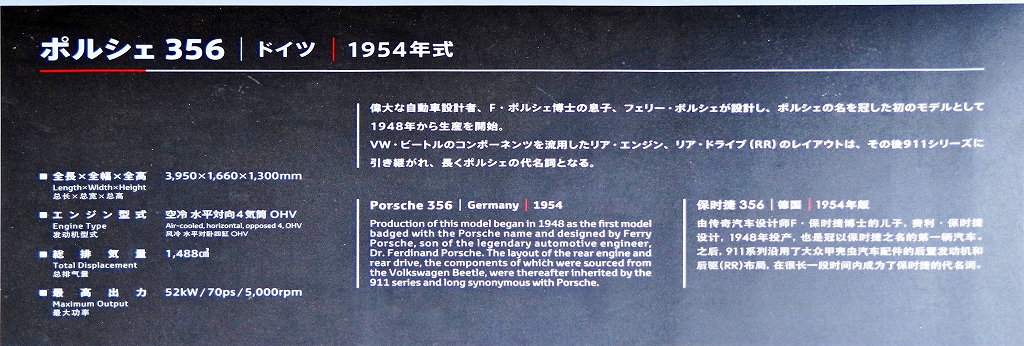 ポルシェ 356 | ドイツ | 1954年式
偉大な自動車設計者、F・ポルシェ博士の息子、フェリー・ポルシェが設計し、ポルシェの名を冠した初のモデルとして
1948年から生産を開始。
VW・ビートルのコンポーネンツを流用したリア・エンジン、リア・ドライブ(RR)のレイアウトは、その後911シリーズに
引き継がれ、長くポルシェの代名詞となる。
■ 全長×全幅×全高 3,950×1,660×1,300mm
Length×Width×Height
总长×总宽×总高
■ エンジン型式 空冷 水平対向4気筒 OHV
Engine Type Air-cooled, horizontal, opposed 4, OHV
发动机型式 风冷 水平对卧四缸 OHV
■ 総排気量 1,488㎤
Total Displacement
总排气量
■ 最高出力 52kW/70ps/5,000rpm
Maximum Output
最大功率
Porsche 356 | Germany | 1954
Production of this model began in 1948 as the first model
badged with the Porsche name and designed by Ferry
Porsche, son of the legendary automotive engineer,
Dr. Ferdinand Porsche. The layout of the rear engine and
rear drive, the components of which were sourced from
the Volkswagen Beetle, were thereafter inherited by the
911 series and long synonymous with Porsche.
保时捷 356 | 德国 | 1954年版
由传奇汽车设计师F·保时捷博士的儿子，费利·保时捷
设计，1948年投产，也是冠以保时捷之名的第一辆汽车。
之后，911系列沿用了大众甲壳虫汽车配件的后置发动机和
后驱(RR)布局，在很长一段时间内成为了保时捷的代名词。